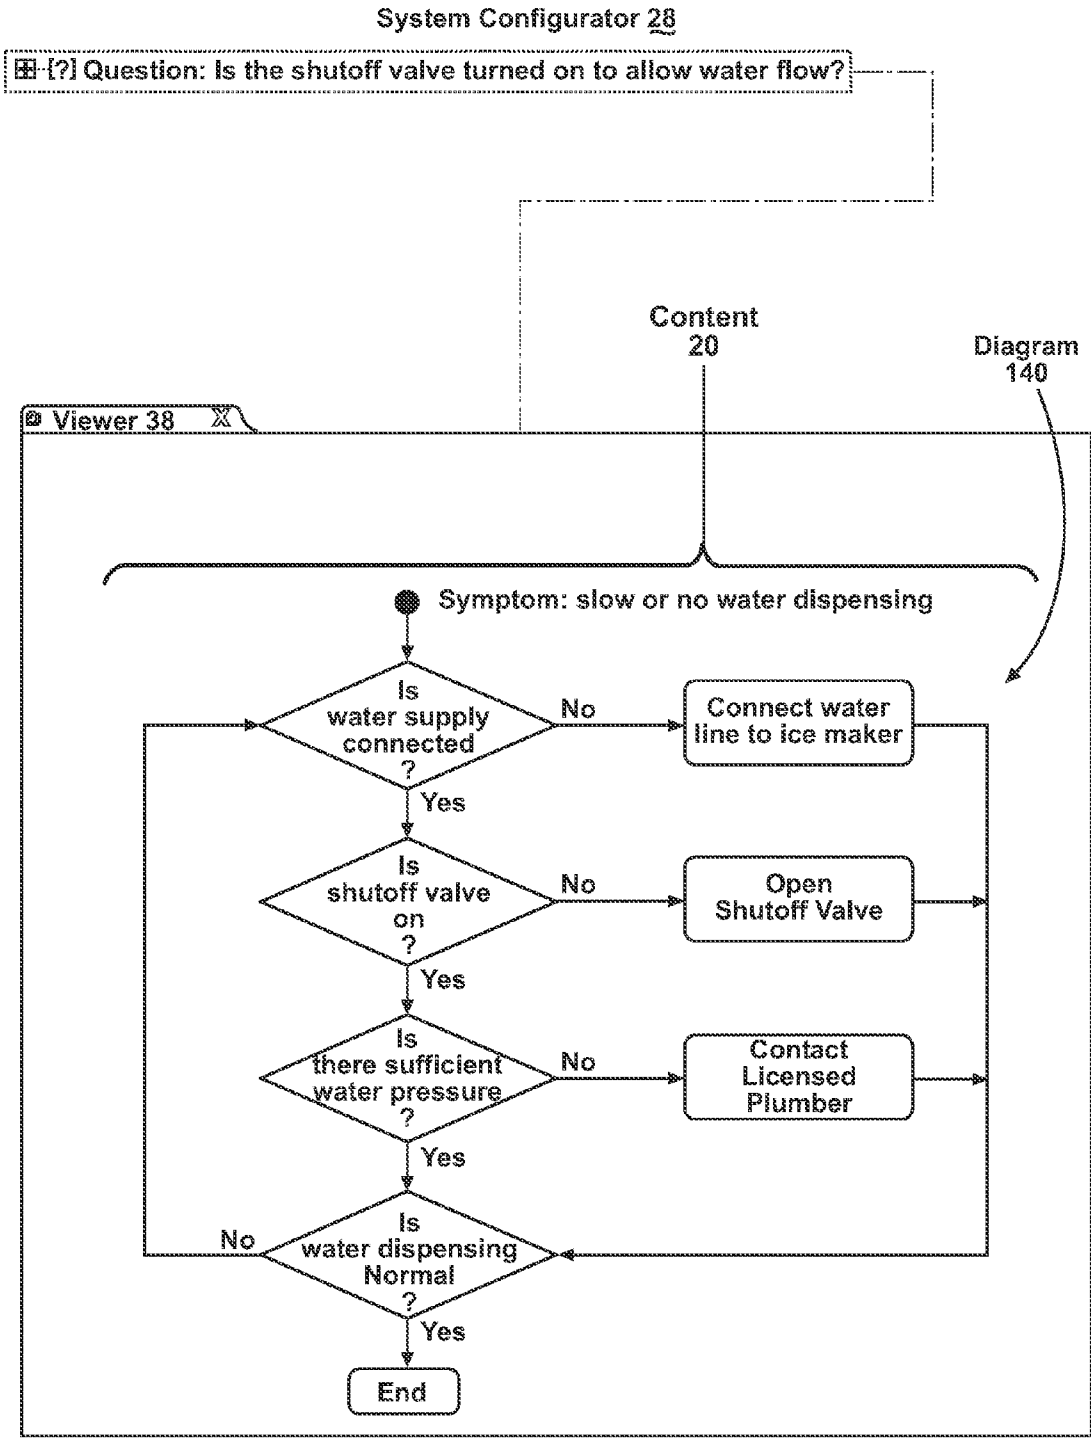 System Configurator 28
[?] Question: Is the shutoff valve turned on to allow water flow?
Content
20
Diagram
140
Viewer 38 X
Symptom: slow or no water dispensing
Is
water supply
connected
?
No
Connect water
line to ice maker
Yes
Is
shutoff valve
on
?
No
Open
Shutoff Valve
Yes
Is
there sufficient
water pressure
?
No
Contact
Licensed
Plumber
Yes
Is
water dispensing
Normal
?
No
Yes
End